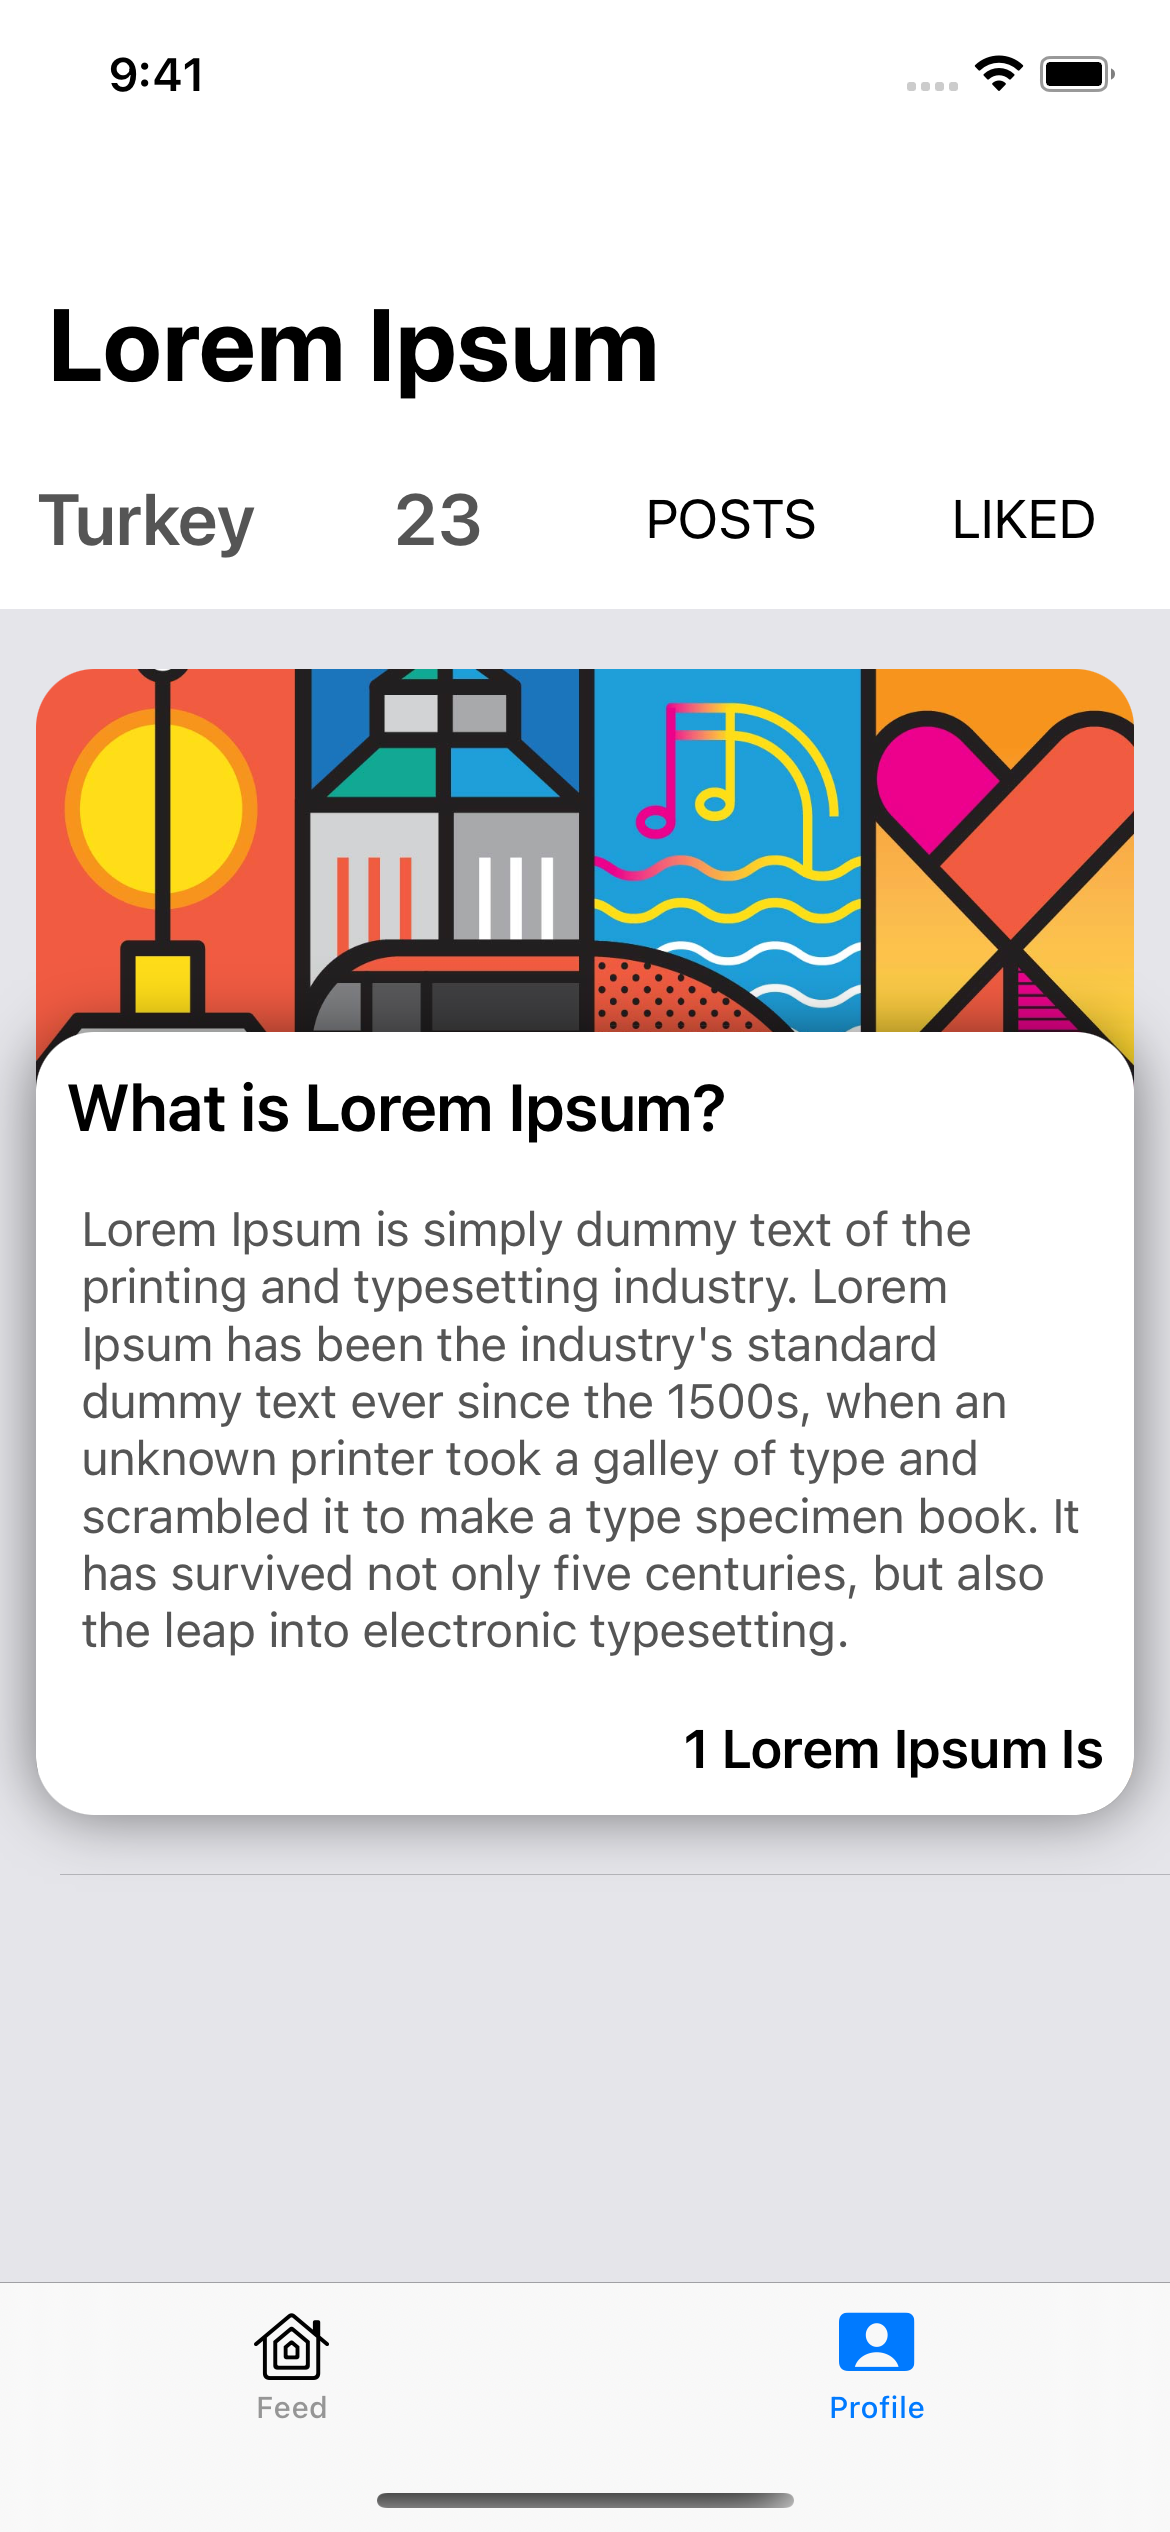 9:41
Lorem Ipsum
Turkey 23 POSTS LIKED
What is Lorem Ipsum?
Lorem Ipsum is simply dummy text of the
printing and typesetting industry. Lorem
Ipsum has been the industry's standard
dummy text ever since the 1500s, when an
unknown printer took a galley of type and
scrambled it to make a type specimen book. It
has survived not only five centuries, but also
the leap into electronic typesetting.
1 Lorem Ipsum Is
Feed Profile